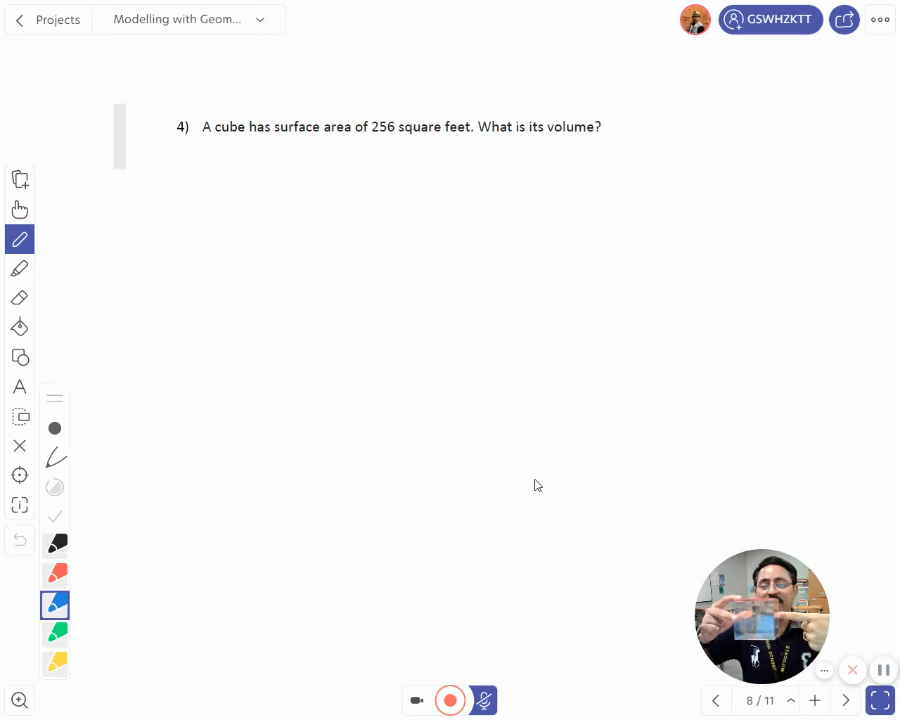 Projects
Modelling with Geom...
GSWHZKTT
4) A cube has surface area of 256 square feet. What is its volume?
A
8 / 11